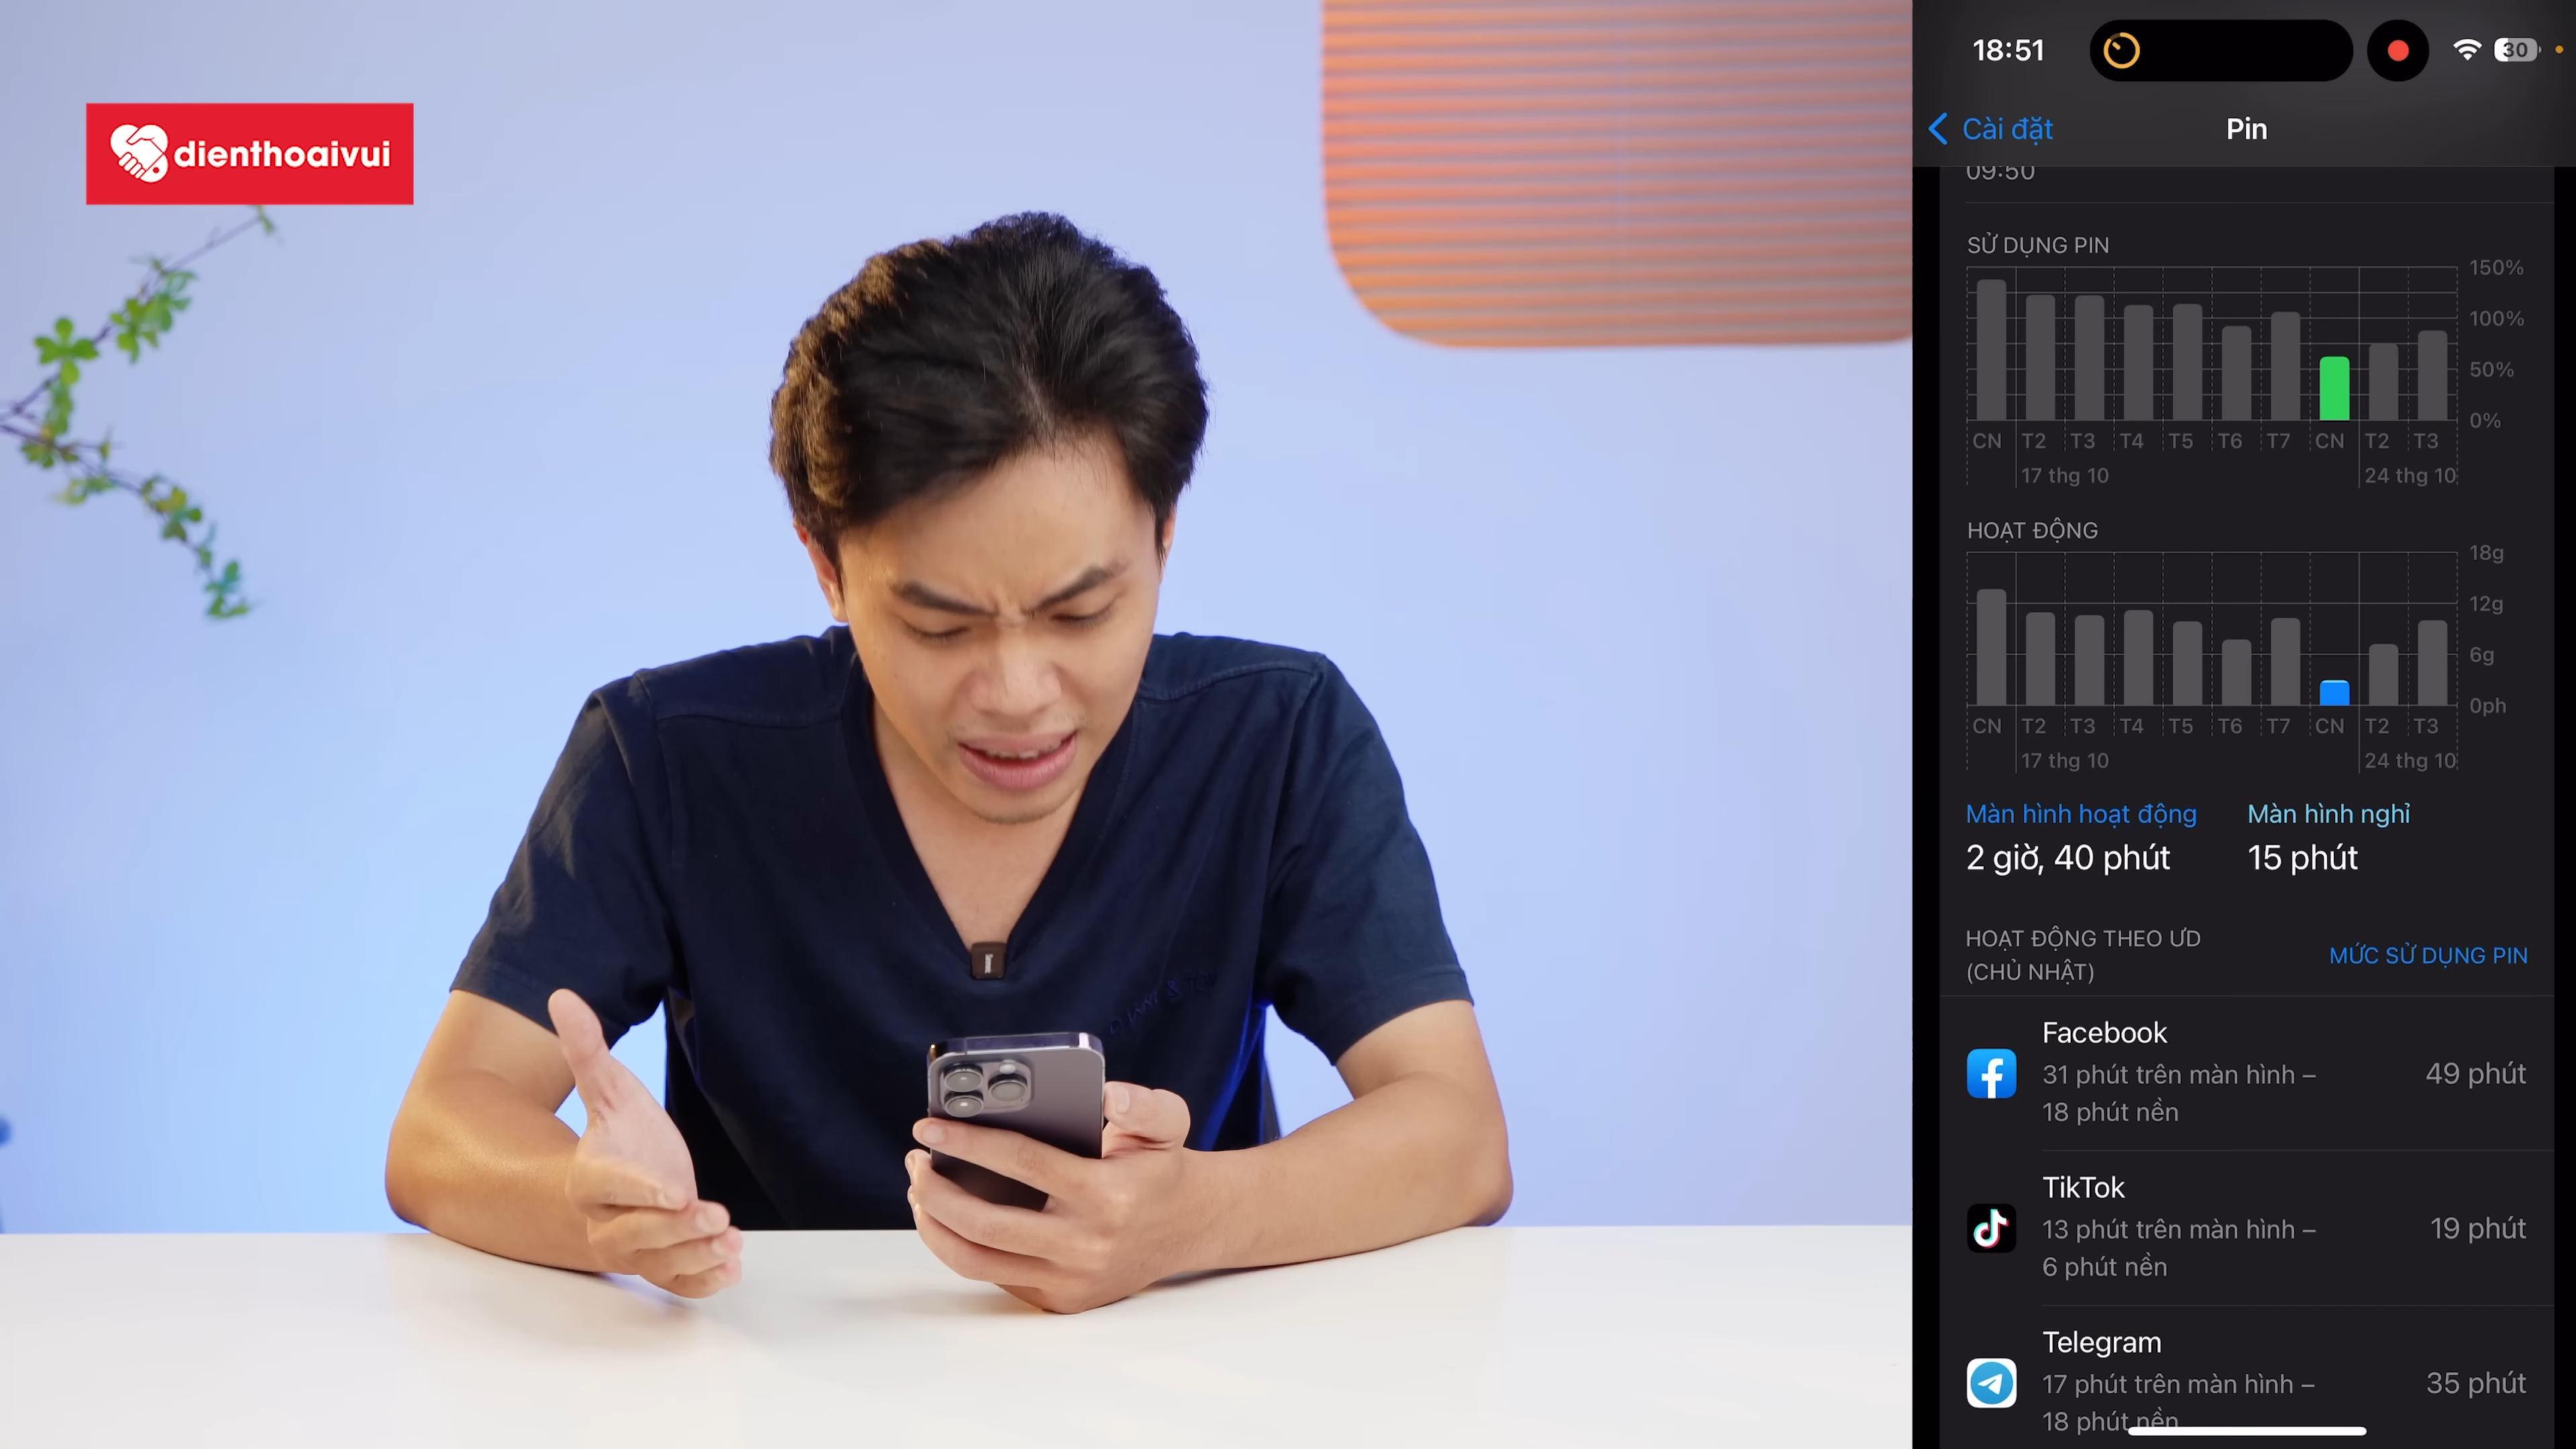 dienthoaivui
18:51
30
Cài đặt
Pin
09:50
SỬ DỤNG PIN
150%
100%
50%
0%
CN T2 T3 T4 T5 T6 T7 CN T2 T3
17 thg 10 24 thg 10
HOẠT ĐỘNG
18g
12g
6g
0ph
CN T2 T3 T4 T5 T6 T7 CN T2 T3
17 thg 10 24 thg 10
Màn hình hoạt động Màn hình nghỉ
2 giờ, 40 phút 15 phút
HOẠT ĐỘNG THEO ƯD
(CHỦ NHẬT)
MỨC SỬ DỤNG PIN
Facebook
31 phút trên màn hình –
18 phút nền
49 phút
TikTok
13 phút trên màn hình –
6 phút nền
19 phút
Telegram
17 phút trên màn hình –
18 phút nền
35 phút